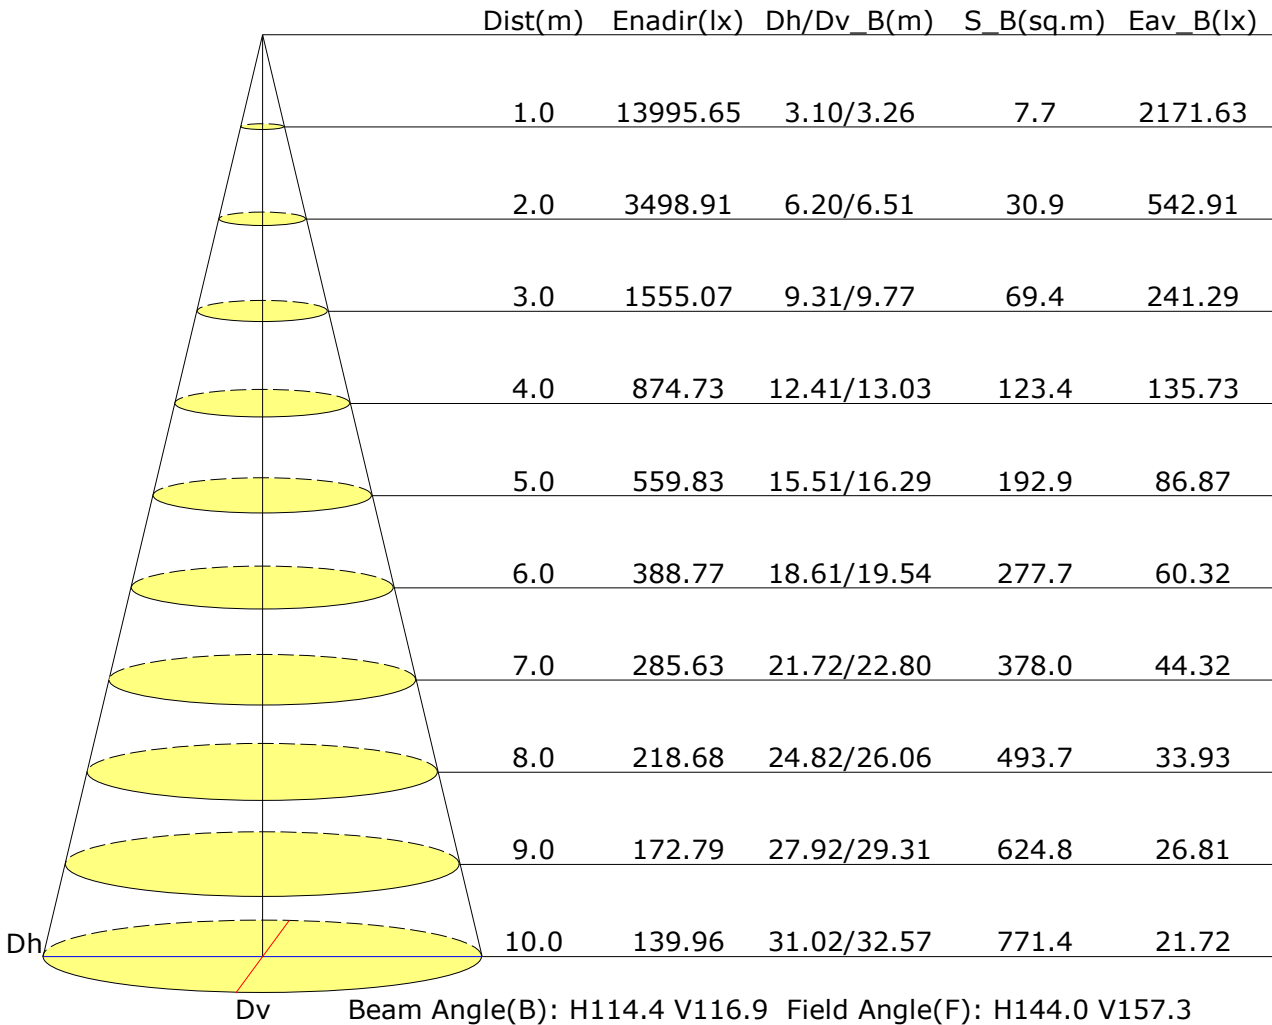 Dist(m) Enadir(lx) Dh/Dv_B(m) S_B(sq.m) Eav_B(lx)
1.0 13995.65 3.10/3.26 7.7 2171.63
2.0 3498.91 6.20/6.51 30.9 542.91
3.0 1555.07 9.31/9.77 69.4 241.29
4.0 874.73 12.41/13.03 123.4 135.73
5.0 559.83 15.51/16.29 192.9 86.87
6.0 388.77 18.61/19.54 277.7 60.32
7.0 285.63 21.72/22.80 378.0 44.32
8.0 218.68 24.82/26.06 493.7 33.93
9.0 172.79 27.92/29.31 624.8 26.81
Dh 10.0 139.96 31.02/32.57 771.4 21.72
Dv Beam Angle(B): H114.4 V116.9 Field Angle(F): H144.0 V157.3